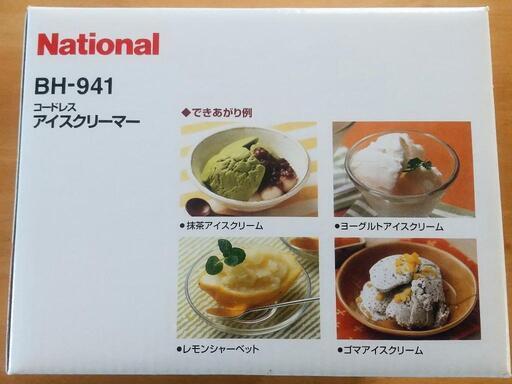 National
BH-941
コードレス
アイスクリーマー
◆できあがり例
●抹茶アイスクリーム
●ヨーグルトアイスクリーム
●レモンシャーベット
●ゴマアイスクリーム